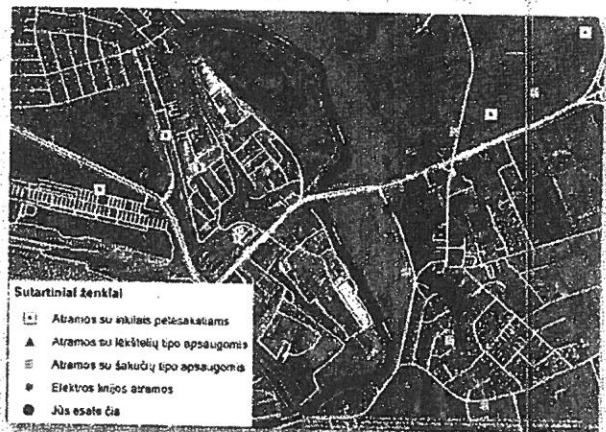 Sutartiniai ženklai
Atramos su inkilais pelėsakaliams
Atramos su lėkštelių tipo apsaugomis
Atramos su šakučių tipo apsaugomis
Elektros linijos atramos
Jūs esate čia